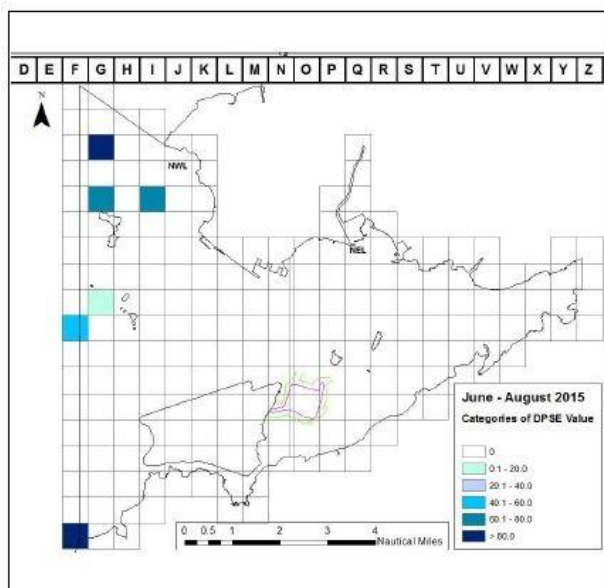 D E F G H I J K L M N O P Q R S T U V W X Y Z
N
NWL
NEL
June - August 2015
Categories of DPSE Value
0
0.1 - 20.0
20.1 - 40.0
40.1 - 60.0
60.1 - 80.0
> 80.0
0 0.5 1 2 3 4
Nautical Miles